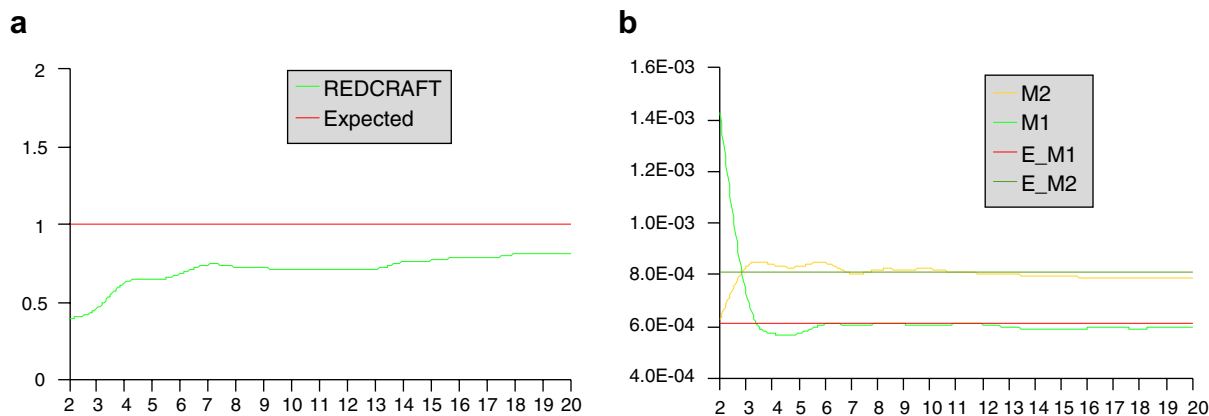 a
2
1.5
1
0.5
0
REDCRAFT
Expected
2 3 4 5 6 7 8 9 10 11 12 13 14 15 16 17 18 19 20
b
1.6E-03
1.4E-03
1.2E-03
1.0E-03
8.0E-04
6.0E-04
4.0E-04
M2
M1
E_M1
E_M2
2 3 4 5 6 7 8 9 10 11 12 13 14 15 16 17 18 19 20